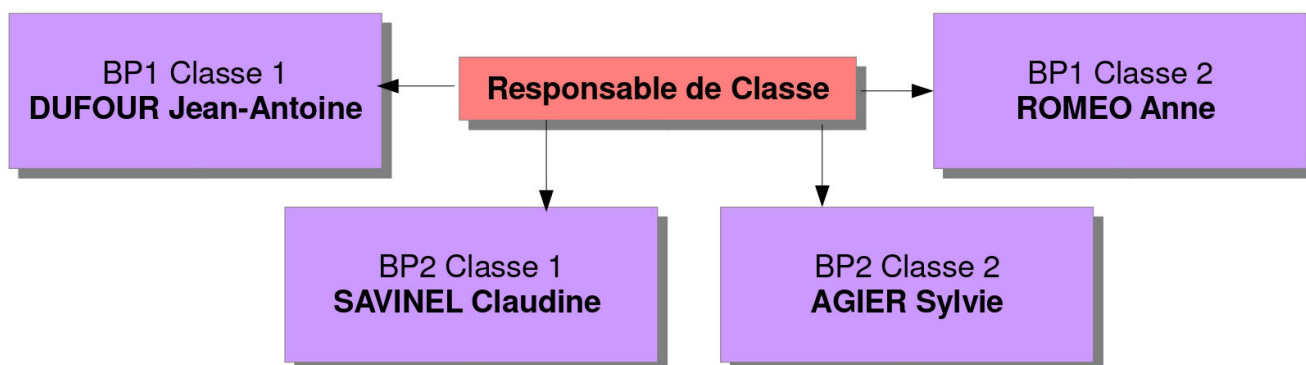 BP1 Classe 1
DUFOUR Jean-Antoine
Responsable de Classe
BP1 Classe 2
ROMEO Anne
BP2 Classe 1
SAVINEL Claudine
BP2 Classe 2
AGIER Sylvie